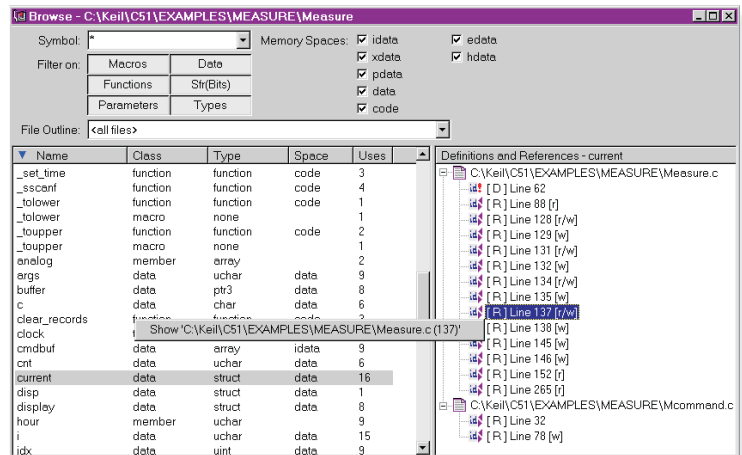 Browse - C:\Keil\C51\EXAMPLES\MEASURE\Measure
Symbol: * Memory Spaces: idata edata
xdata hdata
pdata
data
code
Filter on: Macros Data
Functions Sfr(Bits)
Parameters Types
File Outline: <all files>
Name Class Type Space Uses
_set_time function function code 3
_sscanf function function code 4
_tolower function function code 1
_tolower macro none 1
_toupper function function code 2
_toupper macro none 1
analog member array 2
args data uchar data 9
buffer data ptr3 data 8
c data char data 6
clear_records
clock
cmdbuf data array idata 9
cnt data uchar data 6
current data struct data 16
disp data struct data 1
display data struct data 8
hour member uchar 9
i data uchar data 15
idx data uint data 9
Show 'C:\Keil\C51\EXAMPLES\MEASURE\Measure.c (137)'
Definitions and References - current
C:\Keil\C51\EXAMPLES\MEASURE\Measure.c
[ D ] Line 62
[ R ] Line 88 [r]
[ R ] Line 128 [r/w]
[ R ] Line 129 [w]
[ R ] Line 131 [r/w]
[ R ] Line 132 [w]
[ R ] Line 134 [r/w]
[ R ] Line 135 [w]
[ R ] Line 137 [r/w]
[ R ] Line 138 [w]
[ R ] Line 145 [w]
[ R ] Line 146 [w]
[ R ] Line 152 [r]
[ R ] Line 265 [r]
C:\Keil\C51\EXAMPLES\MEASURE\Mcommand.c
[ R ] Line 32
[ R ] Line 78 [w]